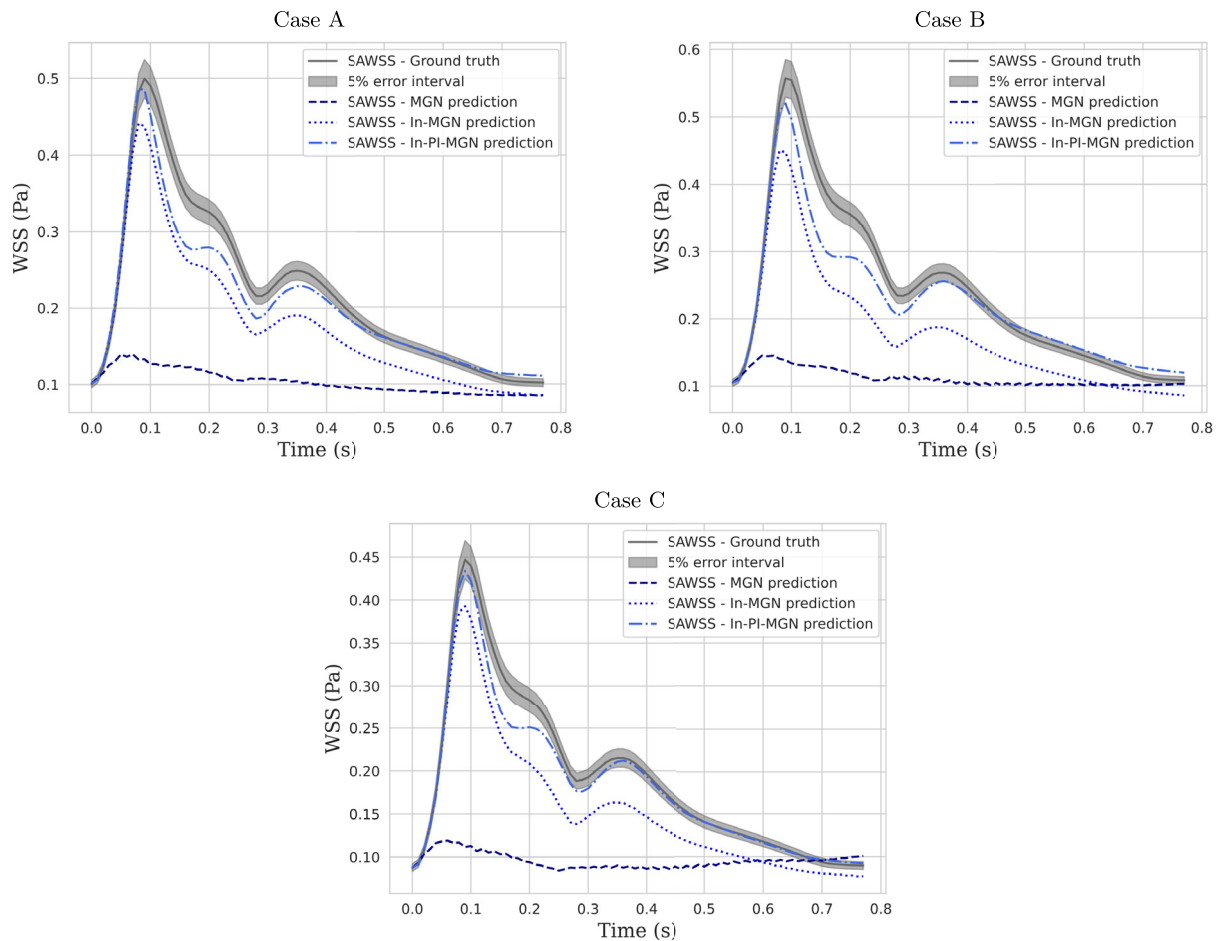 Case A
WSS (Pa)
0.5
0.4
0.3
0.2
0.1
SAWSS - Ground truth
5% error interval
SAWSS - MGN prediction
SAWSS - In-MGN prediction
SAWSS - In-PI-MGN prediction
0.0 0.1 0.2 0.3 0.4 0.5 0.6 0.7 0.8
Time (s)
Case B
WSS (Pa)
0.6
0.5
0.4
0.3
0.2
0.1
SAWSS - Ground truth
5% error interval
SAWSS - MGN prediction
SAWSS - In-MGN prediction
SAWSS - In-PI-MGN prediction
0.0 0.1 0.2 0.3 0.4 0.5 0.6 0.7 0.8
Time (s)
Case C
WSS (Pa)
0.45
0.40
0.35
0.30
0.25
0.20
0.15
0.10
SAWSS - Ground truth
5% error interval
SAWSS - MGN prediction
SAWSS - In-MGN prediction
SAWSS - In-PI-MGN prediction
0.0 0.1 0.2 0.3 0.4 0.5 0.6 0.7 0.8
Time (s)